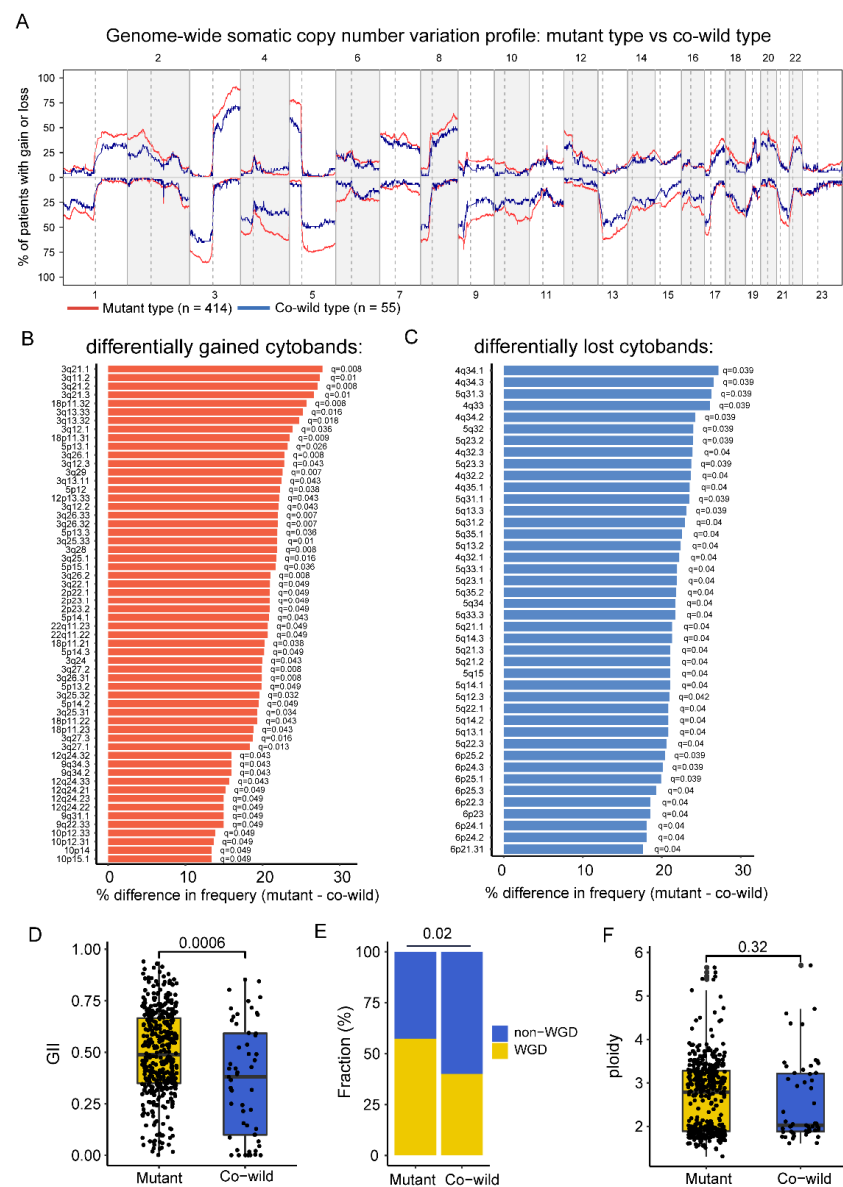 A
Genome-wide somatic copy number variation profile: mutant type vs co-wild type
2 4 6 8 10 12 14 16 18 20 22
% of patients with gain or loss
100
75
50
25
0
25
50
75
100
1 3 5 7 9 11 13 15 17 19 21 23
Mutant type (n = 414) Co-wild type (n = 55)
B
differentially gained cytobands:
3q21.1 q=0.008
3q11.2 q=0.01
3q21.2 q=0.008
3q21.3 q=0.01
18p11.32 q=0.008
3q13.33 q=0.016
3q13.32 q=0.018
3q12.1 q=0.036
18p11.31 q=0.009
5p13.1 q=0.026
3q26.1 q=0.008
3q12.3 q=0.043
3q29 q=0.007
3q13.11 q=0.043
5p12 q=0.038
12p13.33 q=0.043
3q12.2 q=0.043
3q26.33 q=0.007
3q26.32 q=0.007
5p13.3 q=0.036
3q25.33 q=0.01
3q28 q=0.008
3q25.1 q=0.016
5p15.1 q=0.036
3q26.2 q=0.008
3q22.1 q=0.049
2p22.1 q=0.049
2p23.1 q=0.049
2p23.2 q=0.049
5p14.1 q=0.043
22q11.23 q=0.049
22q11.22 q=0.049
18p11.21 q=0.038
5p14.3 q=0.049
3q24 q=0.043
3q27.2 q=0.008
3q26.31 q=0.008
5p13.2 q=0.049
3q25.32 q=0.032
5p14.2 q=0.049
3q25.31 q=0.034
18p11.22 q=0.043
18p11.23 q=0.043
3q27.3 q=0.016
3q27.1 q=0.013
12q24.32 q=0.043
9q34.3 q=0.043
9q34.2 q=0.043
12q24.33 q=0.043
12q24.21 q=0.049
12q24.23 q=0.049
12q24.22 q=0.049
9q31.1 q=0.049
9q22.33 q=0.049
10p12.33 q=0.049
10p12.31 q=0.049
10p14 q=0.049
10p15.1 q=0.049
0 10 20 30
% difference in frequery (mutant - co-wild)
C
differentially lost cytobands:
4q34.1 q=0.039
4q34.3 q=0.039
5q31.3 q=0.039
4q33 q=0.039
4q34.2 q=0.039
5q32 q=0.039
5q23.2 q=0.039
4q32.3 q=0.04
5q23.3 q=0.039
4q32.2 q=0.04
4q35.1 q=0.04
5q31.1 q=0.039
5q13.3 q=0.039
5q31.2 q=0.04
5q35.1 q=0.04
5q13.2 q=0.04
4q32.1 q=0.04
5q33.1 q=0.04
5q23.1 q=0.04
5q35.2 q=0.04
5q34 q=0.04
5q33.3 q=0.04
5q21.1 q=0.04
5q14.3 q=0.04
5q21.3 q=0.04
5q21.2 q=0.04
5q15 q=0.04
5q14.1 q=0.04
5q12.3 q=0.042
5q22.1 q=0.04
5q14.2 q=0.04
5q13.1 q=0.04
5q22.3 q=0.04
6p25.2 q=0.039
6p24.3 q=0.039
6p25.1 q=0.039
6p25.3 q=0.04
6p22.3 q=0.04
6p23 q=0.04
6p24.1 q=0.04
6p24.2 q=0.04
6p21.31 q=0.04
0 10 20 30
% difference in frequery (mutant - co-wild)
D
0.0006
GII
1.00
0.75
0.50
0.25
0.00
Mutant Co-wild
E
0.02
Fraction (%)
100
75
50
25
0
Mutant Co-wild
non-WGD
WGD
F
0.32
ploidy
6
5
4
3
2
Mutant Co-wild